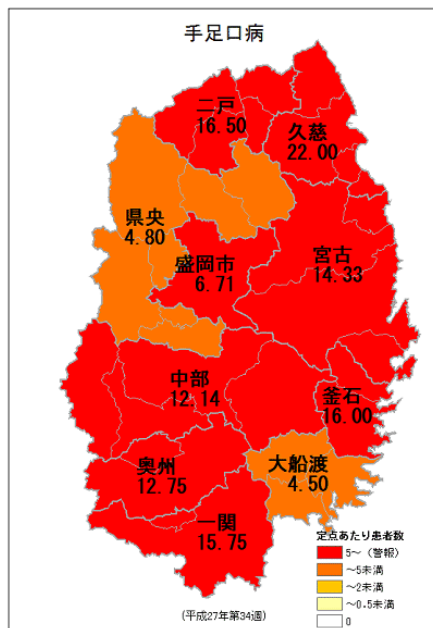 手足口病
二戸
16.50
久慈
22.00
県央
4.80
盛岡市
6.71
宮古
14.33
中部
12.14
釜石
16.00
奥州
12.75
大船渡
4.50
一関
15.75
定点あたり患者数
5～（警報）
～5未満
～2未満
～0.5未満
0
(平成27年第34週)